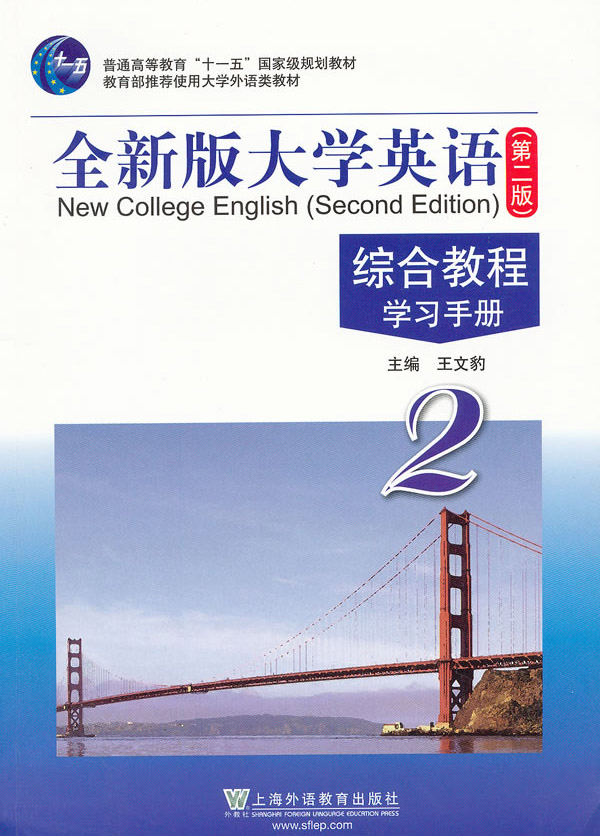 十一五
普通高等教育“十一五”国家级规划教材
教育部推荐使用大学外语类教材
全新版大学英语
(第二版)
New College English (Second Edition)
综合教程
学习手册
主编 王文豹
2
外教社
上海外语教育出版社
SHANGHAI FOREIGN LANGUAGE EDUCATION PRESS
www.sflep.com